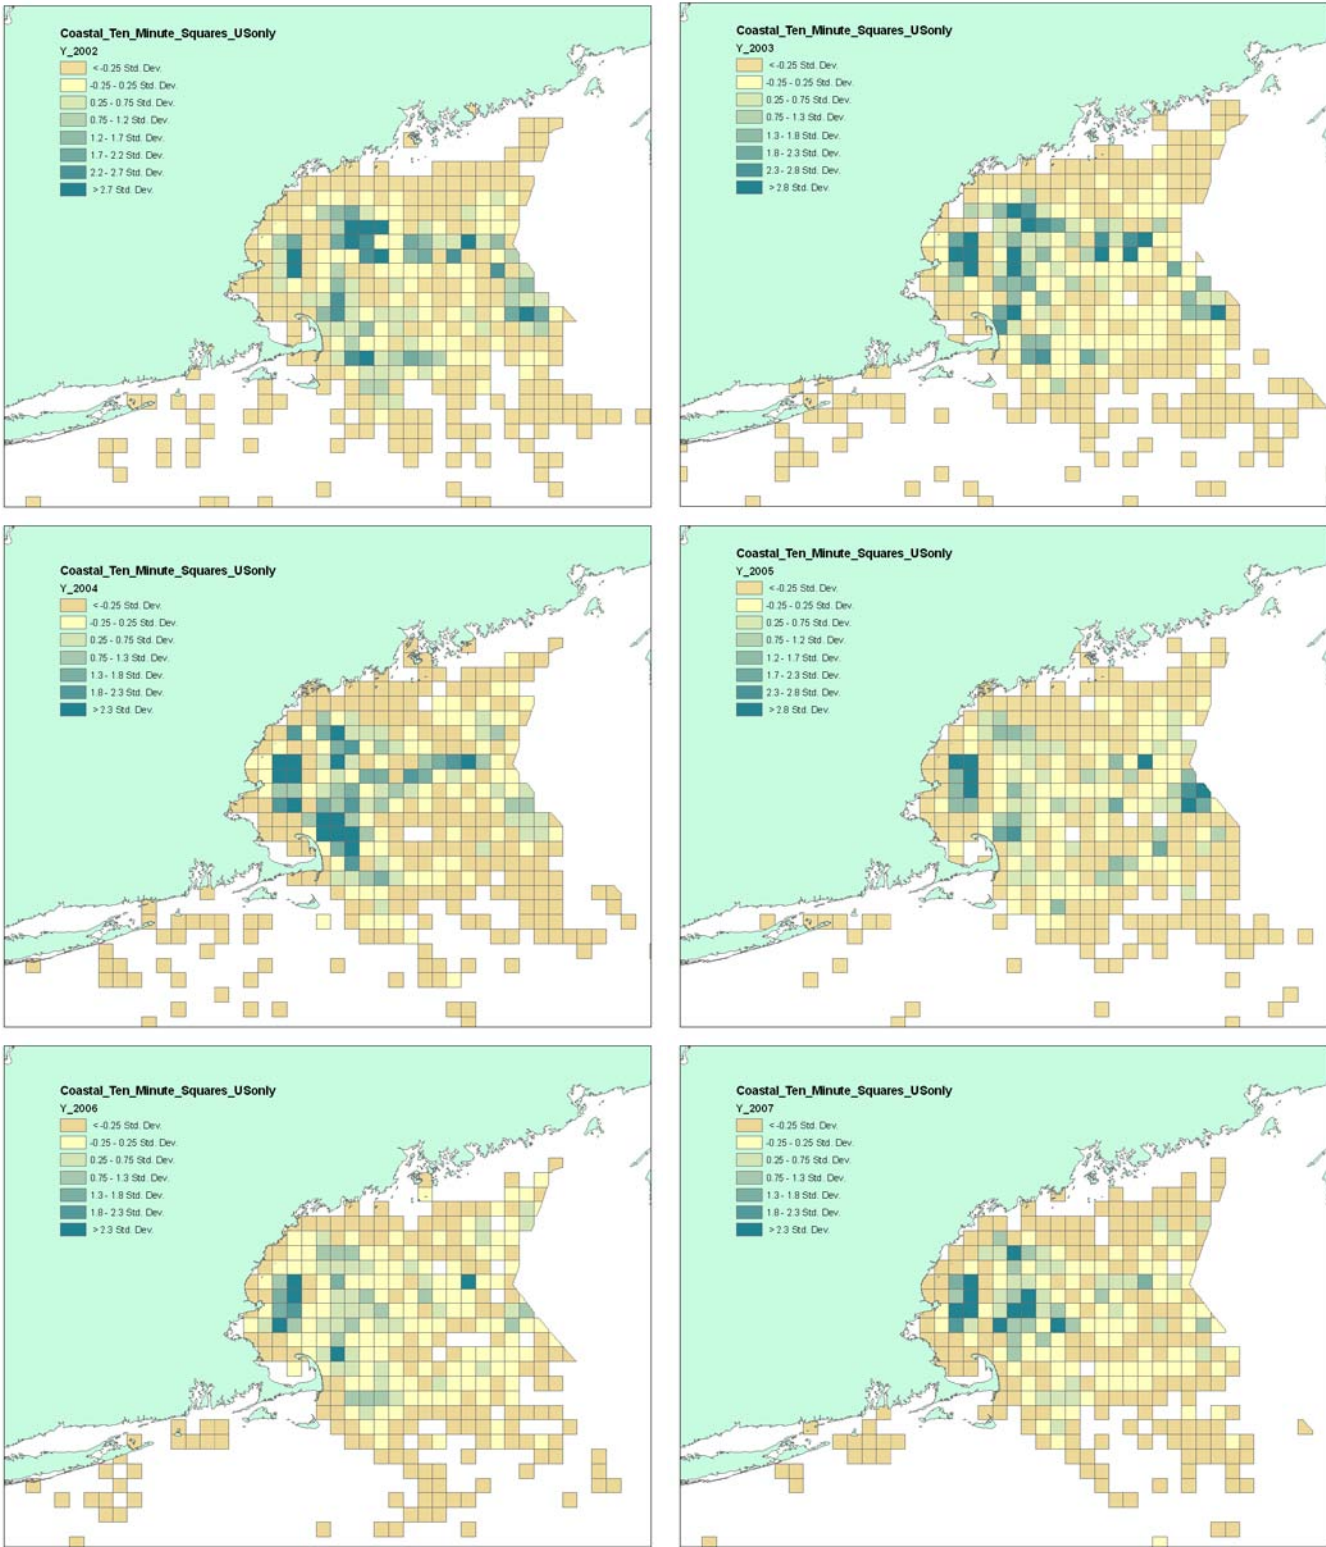 Coastal_Ten_Minute_Squares_USonly
Y_2002
< -0.25 Std. Dev.
-0.25 - 0.25 Std. Dev.
0.25 - 0.75 Std. Dev.
0.75 - 1.2 Std. Dev.
1.2 - 1.7 Std. Dev.
1.7 - 2.2 Std. Dev.
2.2 - 2.7 Std. Dev.
> 2.7 Std. Dev.
Coastal_Ten_Minute_Squares_USonly
Y_2003
< -0.25 Std. Dev.
-0.25 - 0.25 Std. Dev.
0.25 - 0.75 Std. Dev.
0.75 - 1.3 Std. Dev.
1.3 - 1.8 Std. Dev.
1.8 - 2.3 Std. Dev.
2.3 - 2.8 Std. Dev.
> 2.8 Std. Dev.
Coastal_Ten_Minute_Squares_USonly
Y_2004
< -0.25 Std. Dev.
-0.25 - 0.25 Std. Dev.
0.25 - 0.75 Std. Dev.
0.75 - 1.3 Std. Dev.
1.3 - 1.8 Std. Dev.
1.8 - 2.3 Std. Dev.
> 2.3 Std. Dev.
Coastal_Ten_Minute_Squares_USonly
Y_2005
< -0.25 Std. Dev.
-0.25 - 0.25 Std. Dev.
0.25 - 0.75 Std. Dev.
0.75 - 1.2 Std. Dev.
1.2 - 1.7 Std. Dev.
1.7 - 2.3 Std. Dev.
2.3 - 2.8 Std. Dev.
> 2.8 Std. Dev.
Coastal_Ten_Minute_Squares_USonly
Y_2006
< -0.25 Std. Dev.
-0.25 - 0.25 Std. Dev.
0.25 - 0.75 Std. Dev.
0.75 - 1.3 Std. Dev.
1.3 - 1.8 Std. Dev.
1.8 - 2.3 Std. Dev.
> 2.3 Std. Dev.
Coastal_Ten_Minute_Squares_USonly
Y_2007
< -0.25 Std. Dev.
-0.25 - 0.25 Std. Dev.
0.25 - 0.75 Std. Dev.
0.75 - 1.3 Std. Dev.
1.3 - 1.8 Std. Dev.
1.8 - 2.3 Std. Dev.
> 2.3 Std. Dev.